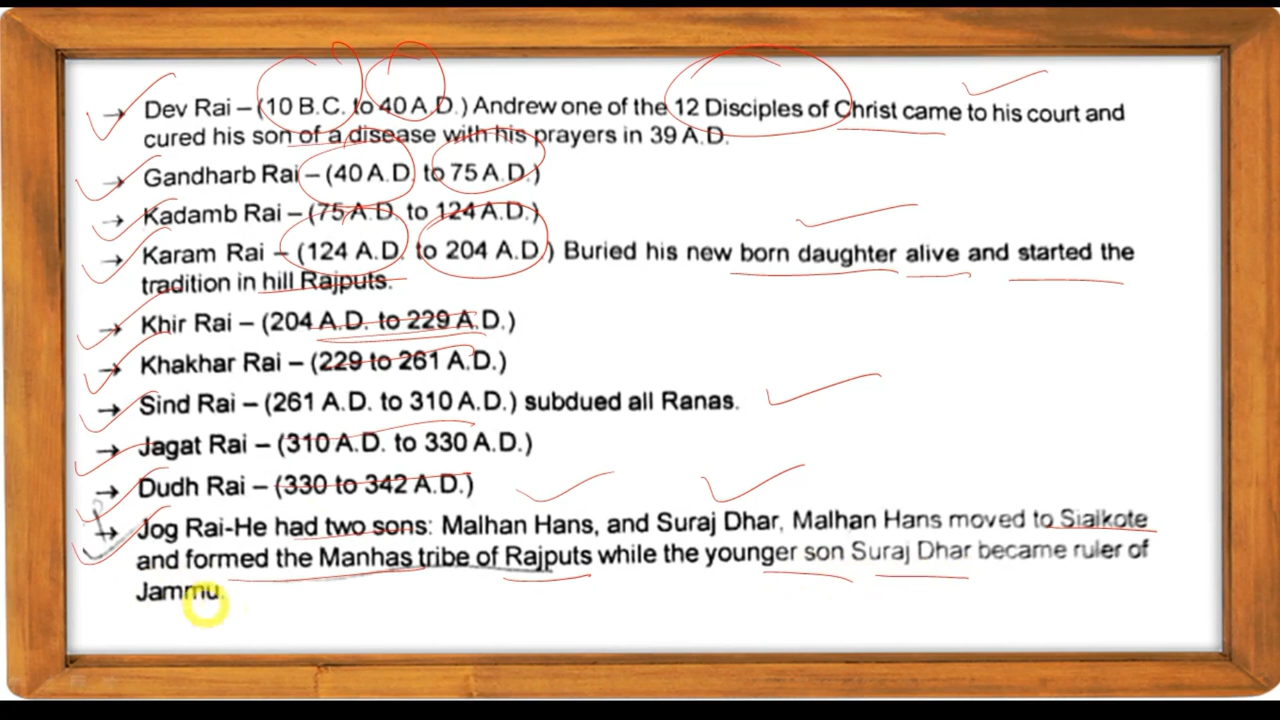 → Dev Rai – (10 B.C. to 40 A.D.) Andrew one of the 12 Disciples of Christ came to his court and
cured his son of a disease with his prayers in 39 A.D.
→ Gandharb Rai – (40 A.D. to 75 A.D.)
→ Kadamb Rai – (75 A.D. to 124 A.D.)
→ Karam Rai – (124 A.D. to 204 A.D.) Buried his new born daughter alive and started the
tradition in hill Rajputs.
→ Khir Rai – (204 A.D. to 229 A.D.)
→ Khakhar Rai – (229 to 261 A.D.)
→ Sind Rai – (261 A.D. to 310 A.D.) subdued all Ranas.
→ Jagat Rai – (310 A.D. to 330 A.D.)
→ Dudh Rai – (330 to 342 A.D.)
→ Jog Rai-He had two sons: Malhan Hans, and Suraj Dhar, Malhan Hans moved to Sialkote
and formed the Manhas tribe of Rajputs while the younger son Suraj Dhar became ruler of
Jammu.